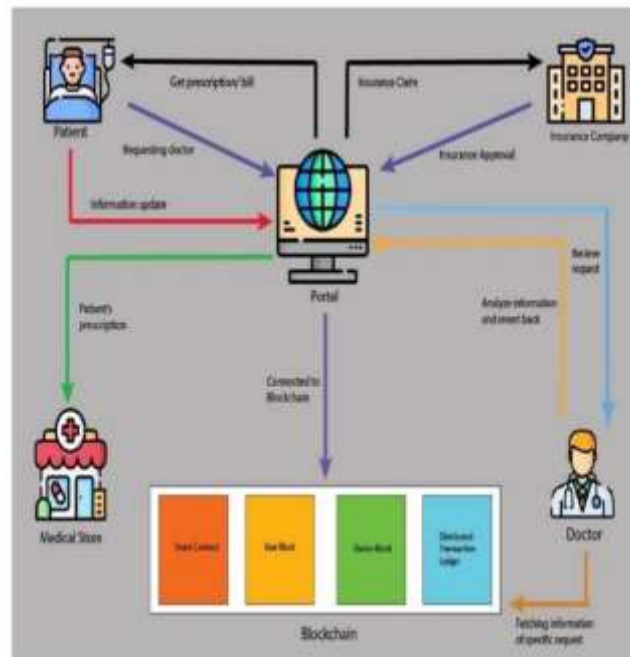 Get prescription/ bill
Insurance Claim
Patient
Insurance Company
Requesting doctor
Insurance Approval
Information update
Portal
Recieve
request
Patient's
prescription
Analyze information
and revert back
Connected to
Blockchain
Medical Store
Doctor
Smart Contract
Distributed
Transaction
Ledger
Blockchain
Fetching information
of specific request